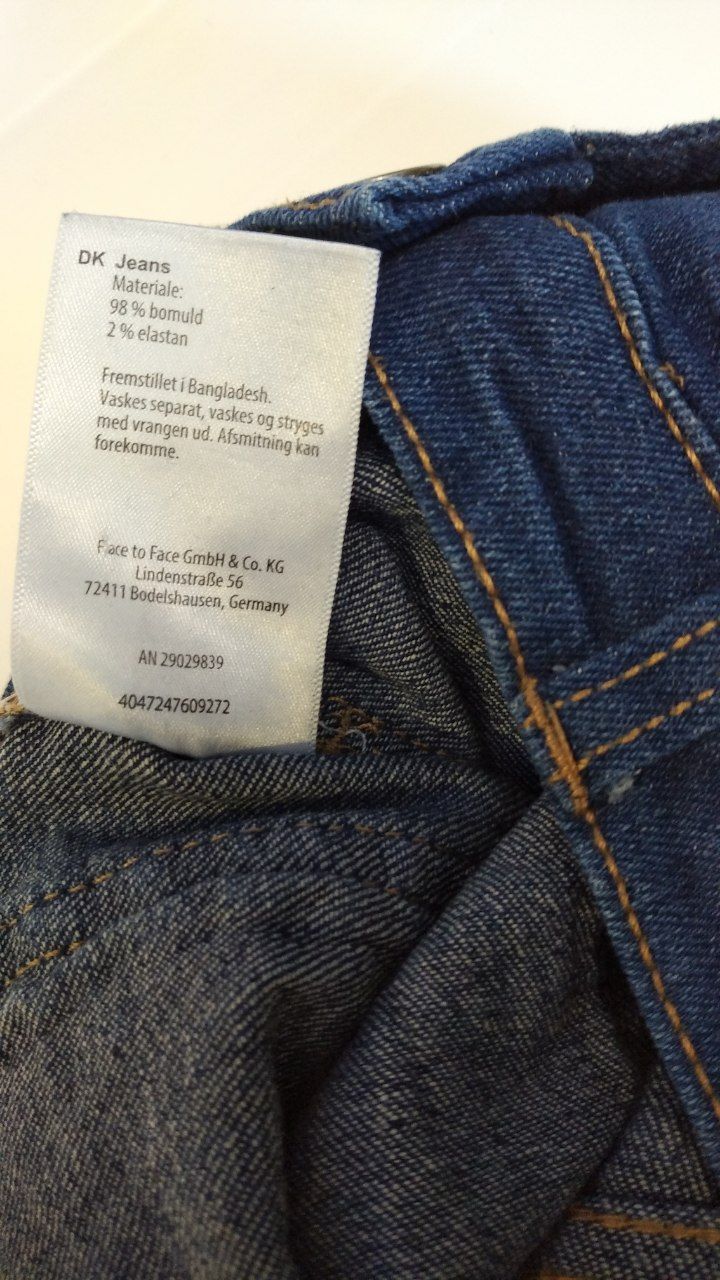 DK Jeans
Materiale:
98 % bomuld
2 % elastan
Fremstillet i Bangladesh.
Vaskes separat, vaskes og stryges
med vrangen ud. Afsmitning kan
forekomme.
Face to Face GmbH & Co. KG
Lindenstraße 56
72411 Bodelshausen, Germany
AN 29029839
4047247609272